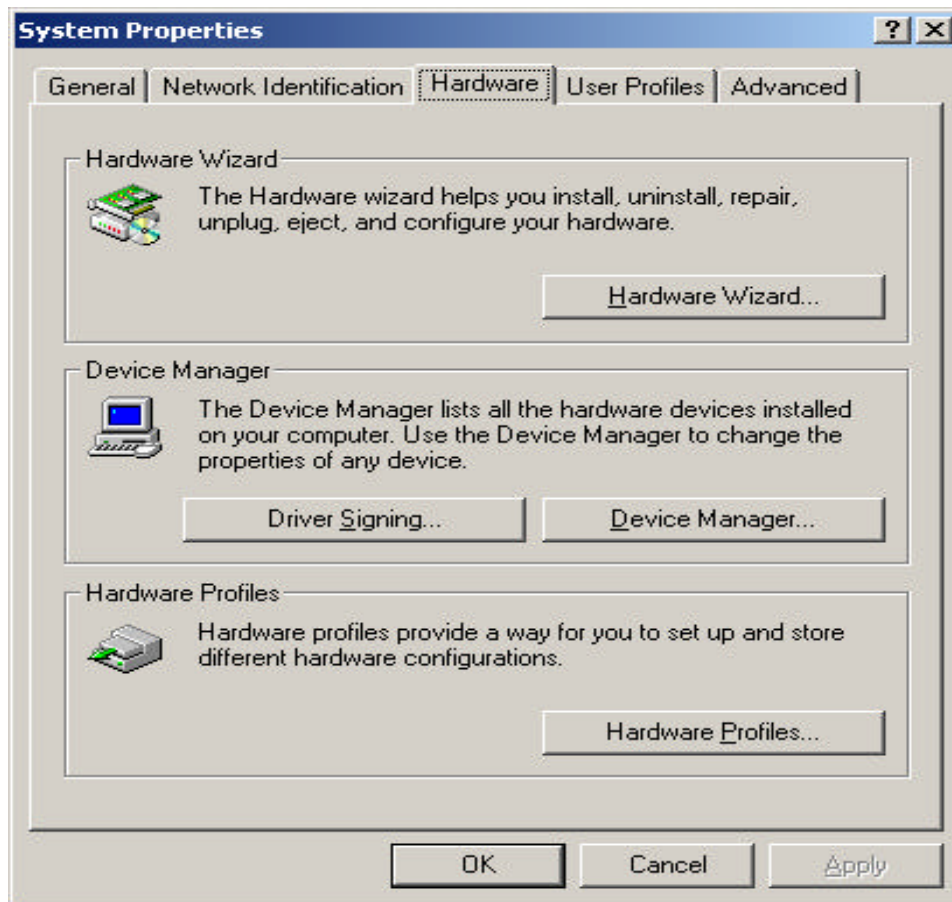 System Properties
General Network Identification Hardware User Profiles Advanced
Hardware Wizard
The Hardware wizard helps you install, uninstall, repair,
unplug, eject, and configure your hardware.
Hardware Wizard...
Device Manager
The Device Manager lists all the hardware devices installed
on your computer. Use the Device Manager to change the
properties of any device.
Driver Signing... Device Manager...
Hardware Profiles
Hardware profiles provide a way for you to set up and store
different hardware configurations.
Hardware Profiles...
OK Cancel Apply